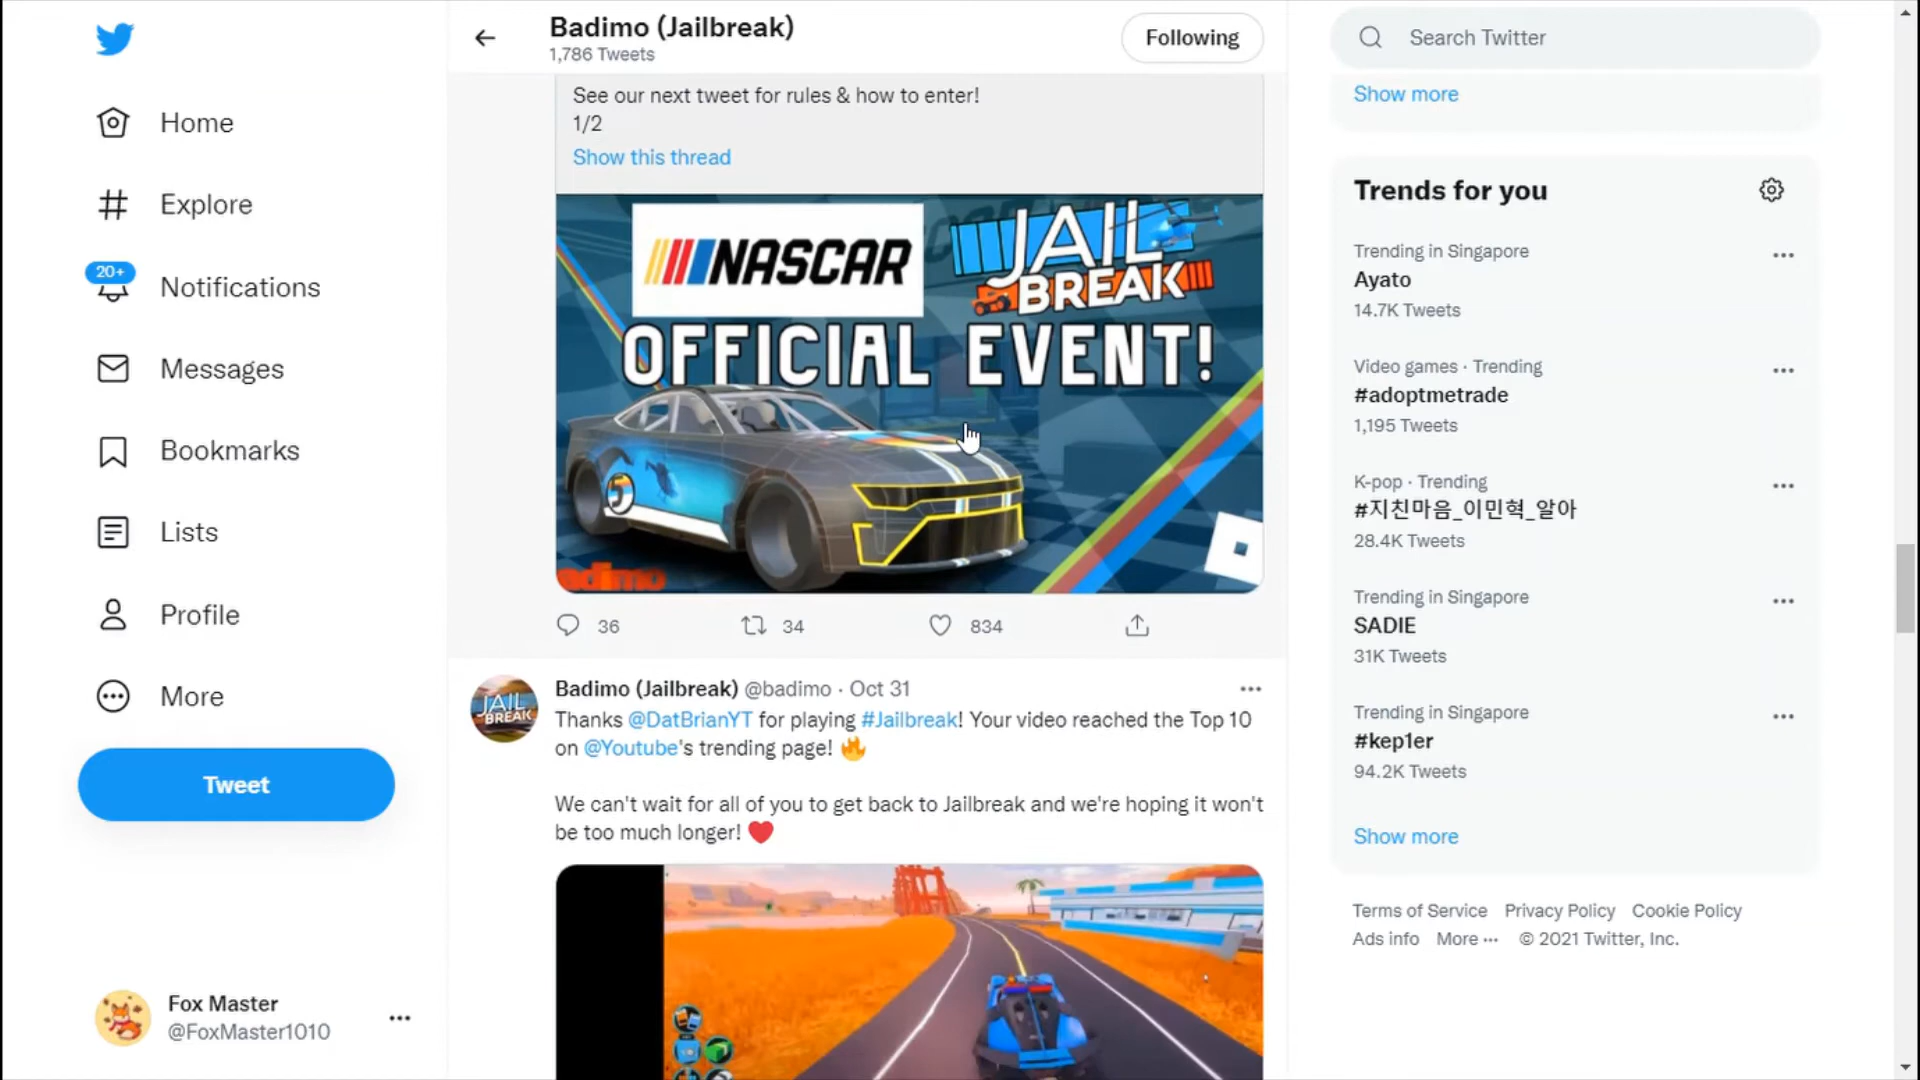 Home
Explore
20+
Notifications
Messages
Bookmarks
Lists
Profile
More
Tweet
Fox Master
@FoxMaster1010
Badimo (Jailbreak)
1,786 Tweets
Following
See our next tweet for rules & how to enter!
1/2
Show this thread
NASCAR
JAIL
BREAK
OFFICIAL EVENT!
5
adimo
36
34
834
JAIL
BREAK
Badimo (Jailbreak) @badimo · Oct 31
Thanks @DatBrianYT for playing #Jailbreak! Your video reached the Top 10
on @Youtube's trending page! 🔥
We can't wait for all of you to get back to Jailbreak and we're hoping it won't
be too much longer! ❤️
Search Twitter
Show more
Trends for you
Trending in Singapore
Ayato
14.7K Tweets
Video games · Trending
#adoptmetrade
1,195 Tweets
K-pop · Trending
#지친마음_이민혁_알아
28.4K Tweets
Trending in Singapore
SADIE
31K Tweets
Trending in Singapore
#kep1er
94.2K Tweets
Show more
Terms of Service Privacy Policy Cookie Policy
Ads info More ··· © 2021 Twitter, Inc.